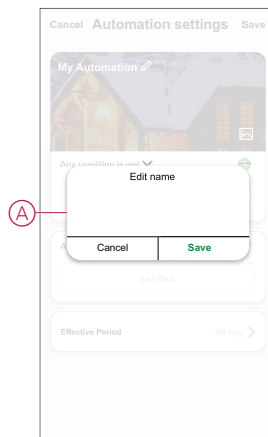 Cancel Automation settings Save
My Automation
Any condition is met
Edit name
A
Cancel Save
Add Task
Effective Period All Day